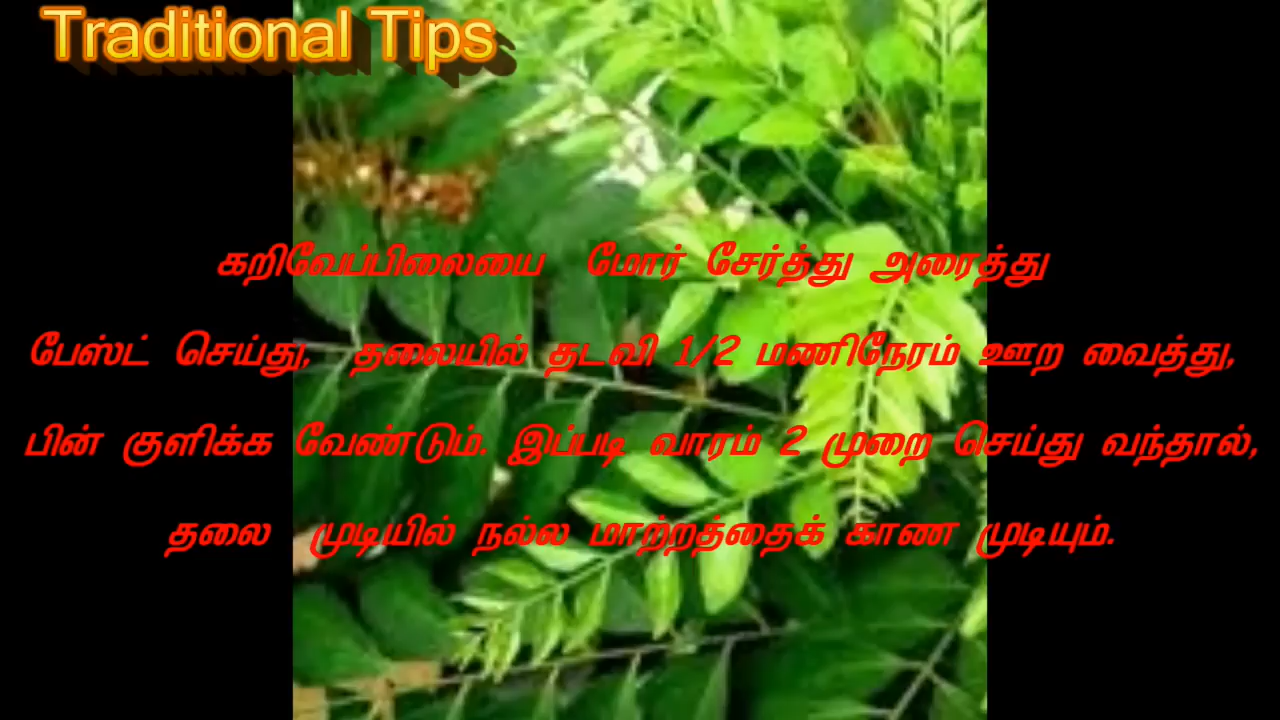 Traditional Tips
கறிவேப்பிலையை மோர் சேர்த்து அரைத்து
பேஸ்ட் செய்து, தலையில் தடவி 1/2 மணிநேரம் ஊற வைத்து,
பின் குளிக்க வேண்டும். இப்படி வாரம் 2 முறை செய்து வந்தால்,
தலை முடியில் நல்ல மாற்றத்தைக் காண முடியும்.